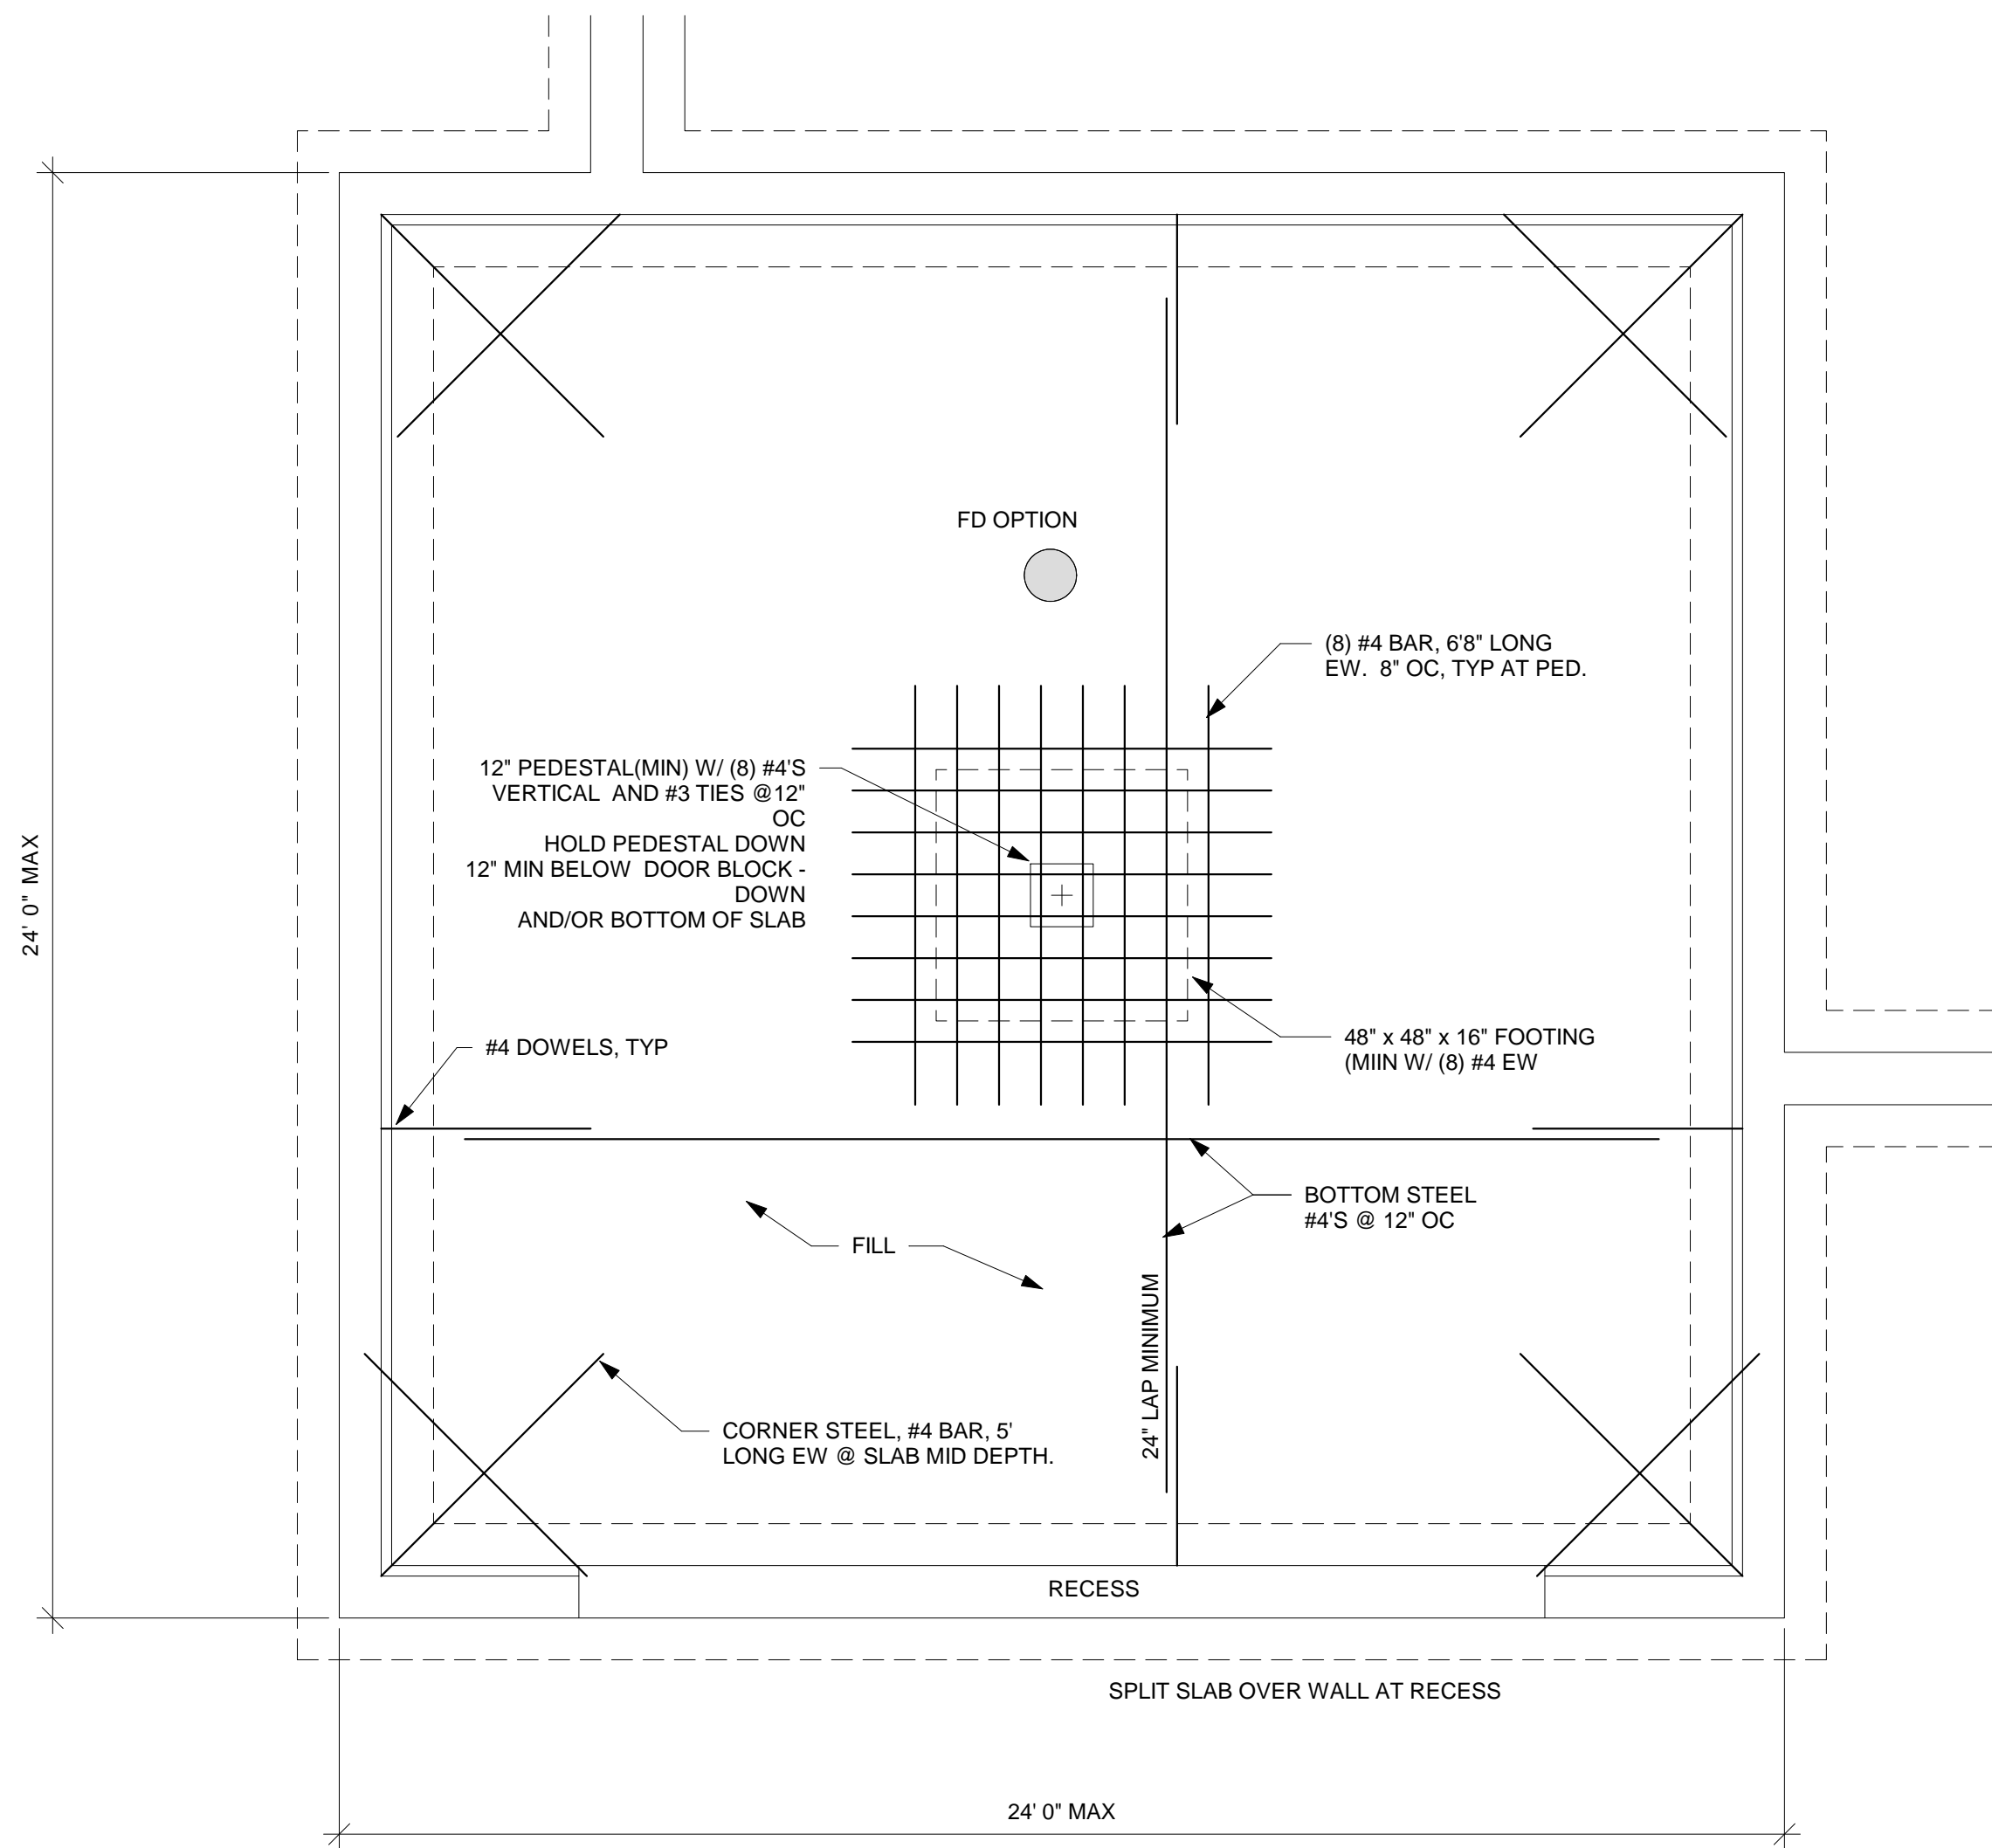 FD OPTION
(8) #4 BAR, 6'8" LONG
EW.  8" OC, TYP AT PED.
12" PEDESTAL(MIN) W/ (8) #4'S
VERTICAL  AND #3 TIES @12"
OC
HOLD PEDESTAL DOWN
12" MIN BELOW  DOOR BLOCK -
DOWN
AND/OR BOTTOM OF SLAB
24' 0" MAX
#4 DOWELS, TYP
48" x 48" x 16" FOOTING
(MIIN W/ (8) #4 EW
BOTTOM STEEL
#4'S @ 12" OC
FILL
24" LAP MINIMUM
CORNER STEEL, #4 BAR, 5'
LONG EW @ SLAB MID DEPTH.
RECESS
SPLIT SLAB OVER WALL AT RECESS
24' 0" MAX